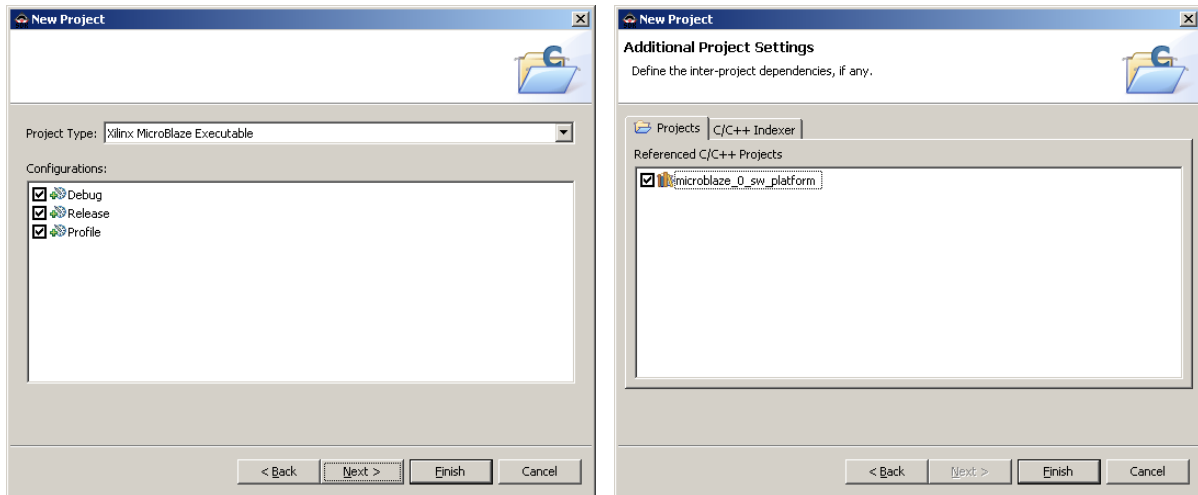 New Project
Project Type: Xilinx MicroBlaze Executable
Configurations:
Debug
Release
Profile
< Back Next > Finish Cancel
New Project
Additional Project Settings
Define the inter-project dependencies, if any.
Projects C/C++ Indexer
Referenced C/C++ Projects
microblaze_0_sw_platform
< Back Next > Finish Cancel